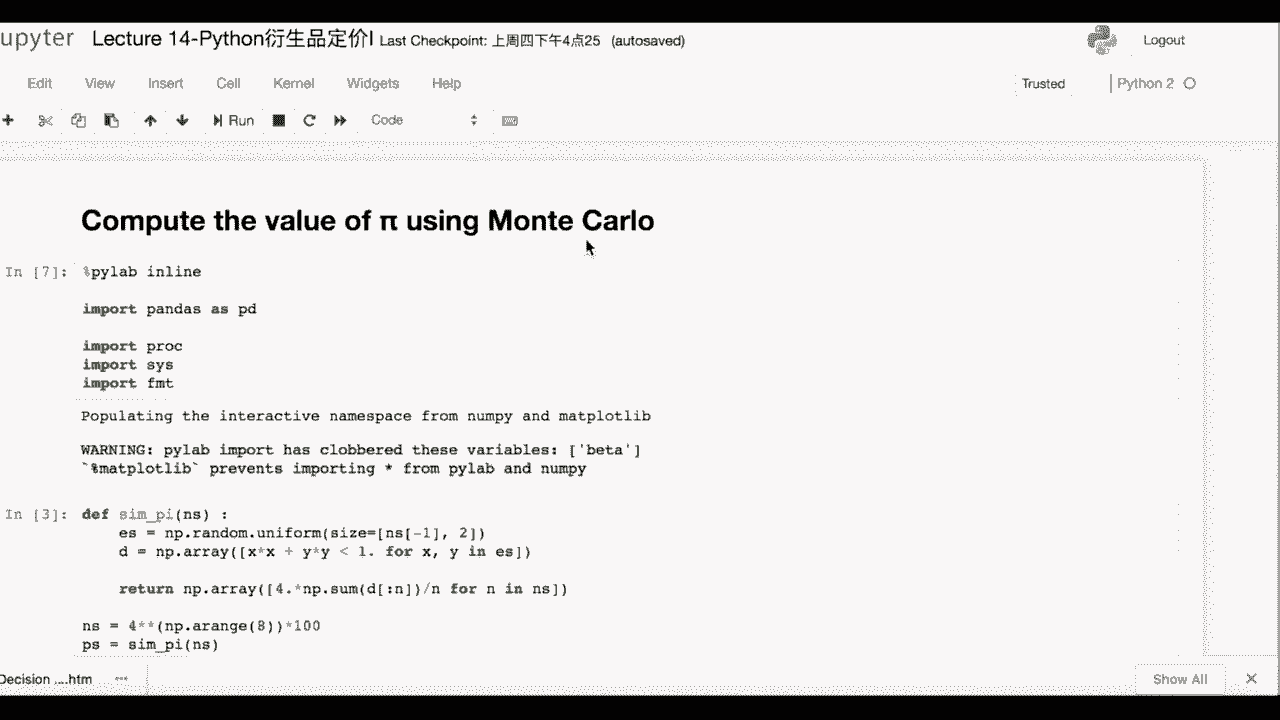 upyter Lecture 14-Python衍生品定价I Last Checkpoint: 上周四下午4点25 (autosaved) Logout
Edit View Insert Cell Kernel Widgets Help Trusted Python 2
Run Code
Compute the value of π using Monte Carlo
In [7]: %pylab inline
import pandas as pd
import proc
import sys
import fmt
Populating the interactive namespace from numpy and matplotlib
WARNING: pylab import has clobbered these variables: ['beta']
`%matplotlib` prevents importing * from pylab and numpy
In [3]: def sim_pi(ns) :
es = np.random.uniform(size=[ns[-1], 2])
d = np.array([x*x + y*y < 1. for x, y in es])
return np.array([4.*np.sum(d[:n])/n for n in ns])
ns = 4**(np.arange(8))*100
ps = sim_pi(ns)
Decision ....htm Show All